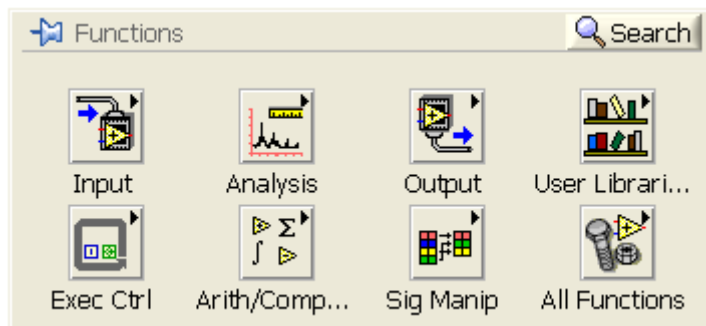 Functions Search
Input Analysis Output User Librari...
Exec Ctrl Arith/Comp... Sig Manip All Functions